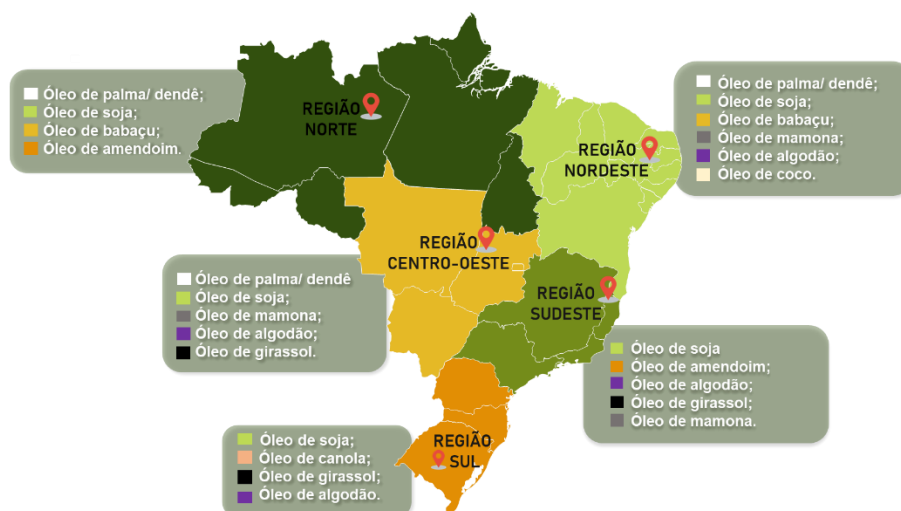 Óleo de palma/ dendê;
Óleo de soja;
Óleo de babaçu;
Óleo de amendoim.
REGIÃO
NORTE
Óleo de palma/ dendê;
Óleo de soja;
Óleo de babaçu;
Óleo de mamona;
Óleo de algodão;
Óleo de coco.
REGIÃO
NORDESTE
REGIÃO
CENTRO-OESTE
Óleo de palma/ dendê
Óleo de soja;
Óleo de mamona;
Óleo de algodão;
Óleo de girassol.
REGIÃO
SUDESTE
Óleo de soja
Óleo de amendoim;
Óleo de algodão;
Óleo de girassol;
Óleo de mamona.
Óleo de soja;
Óleo de canola;
Óleo de girassol;
Óleo de algodão.
REGIÃO
SUL